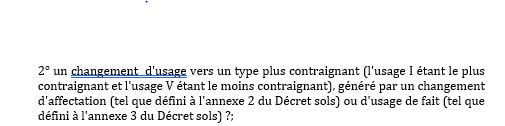 2° un changement d'usage vers un type plus contraignant (l'usage I étant le plus
contraignant et l'usage V étant le moins contraignant), généré par un changement
d'affectation (tel que défini à l'annexe 2 du Décret sols) ou d'usage de fait (tel que
défini à l'annexe 3 du Décret sols) ?;